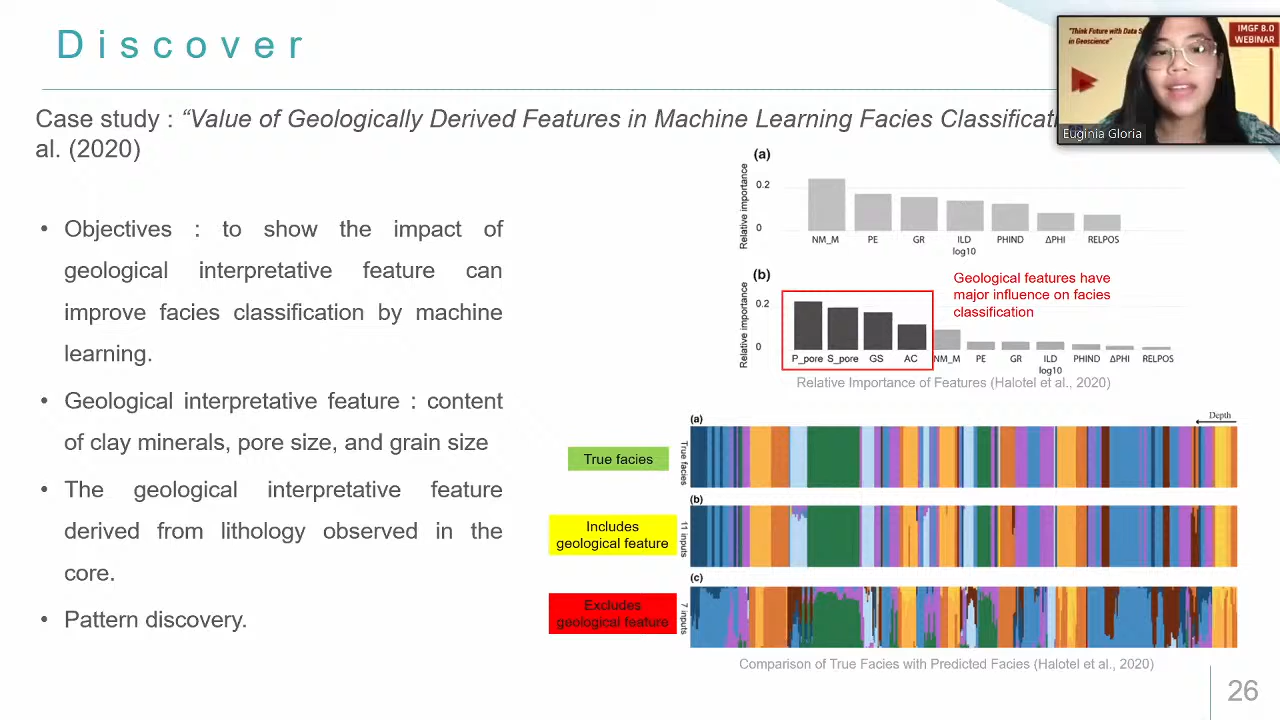 Discover
"Think Future with Data S
in Geoscience"
IMGF 8.0
WEBINAR
Euginia Gloria
Case study : “Value of Geologically Derived Features in Machine Learning Facies Classificati
al. (2020)
• Objectives : to show the impact of
geological interpretative feature can
improve facies classification by machine
learning.
• Geological interpretative feature : content
of clay minerals, pore size, and grain size
• The geological interpretative feature
derived from lithology observed in the
core.
• Pattern discovery.
(a)
Relative importance
0.2
0
NM_M PE GR ILD log10 PHIND ΔPHI RELPOS
(b)
Relative importance
0.2
0
Geological features have
major influence on facies
classification
P_pore S_pore GS AC NM_M PE GR ILD log10 PHIND ΔPHI RELPOS
Relative Importance of Features (Halotel et al., 2020)
(a)
Depth
True facies
True facies
(b)
Includes
geological feature
11 inputs
(c)
Excludes
geological feature
7 inputs
Comparison of True Facies with Predicted Facies (Halotel et al., 2020)
26